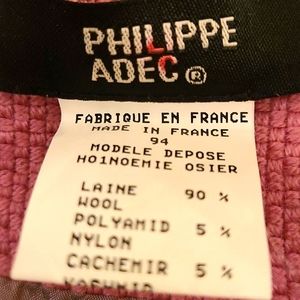 PHILIPPE
ADEC®
FABRIQUE EN FRANCE
MADE IN FRANCE
94
MODELE DEPOSE
HO1NOEMIE OSIER
LAINE 90 %
WOOL
POLYAMID 5 %
NYLON
CACHEMIR 5 %